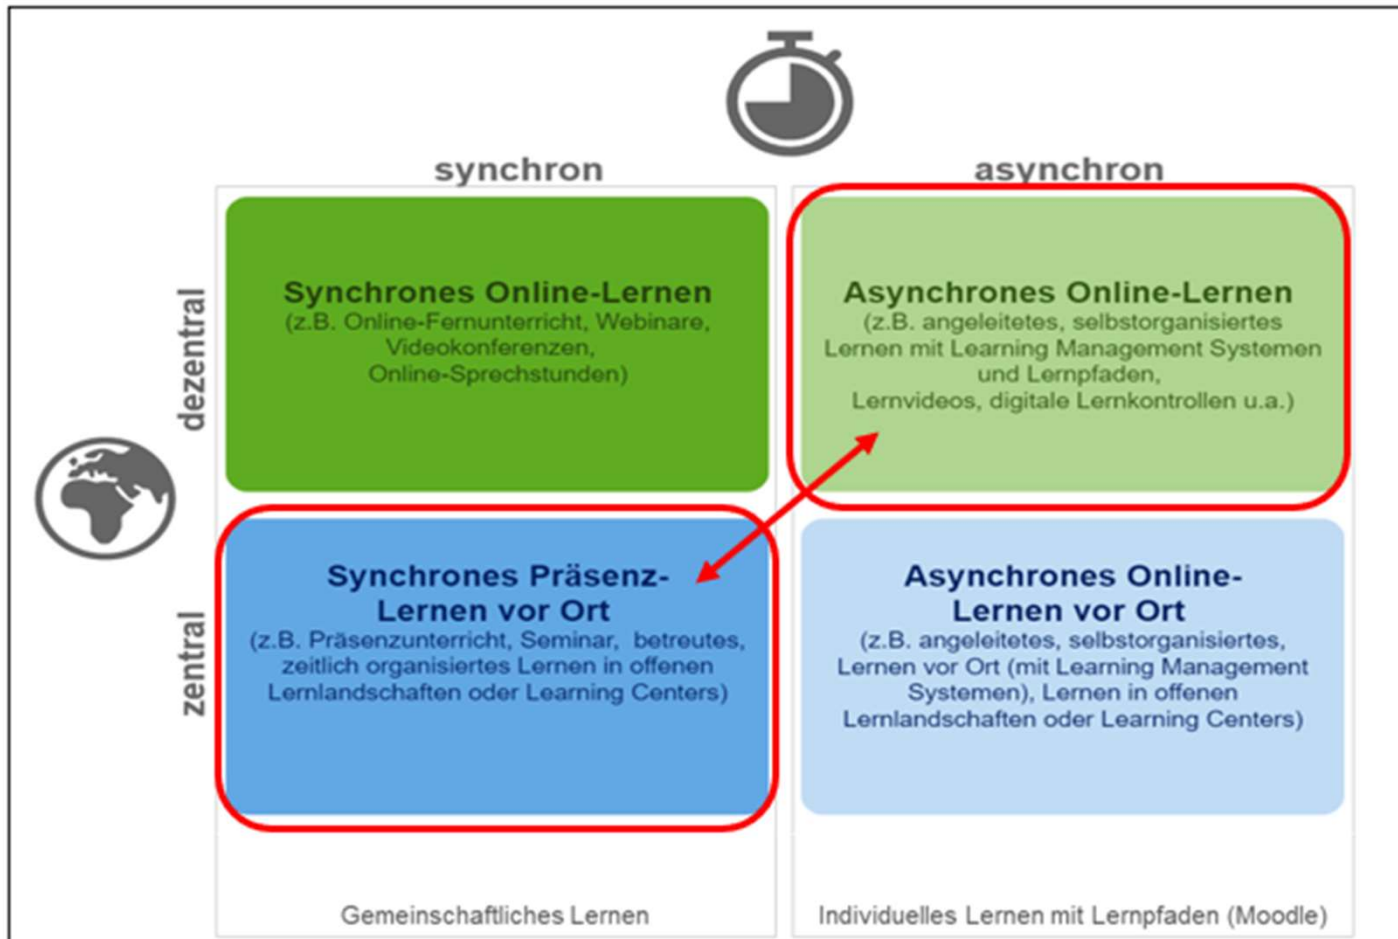 synchron
asynchron
dezentral
Synchrones Online-Lernen
(z.B. Online-Fernunterricht, Webinare,
Videokonferenzen,
Online-Sprechstunden)
Asynchrones Online-Lernen
(z.B. angeleitetes, selbstorganisiertes
Lernen mit Learning Management Systemen
und Lernpfaden,
Lernvideos, digitale Lernkontrollen u.a.)
zentral
Synchrones Präsenz-
Lernen vor Ort
(z.B. Präsenzunterricht, Seminar, betreutes,
zeitlich organisiertes Lernen in offenen
Lernlandschaften oder Learning Centers)
Asynchrones Online-
Lernen vor Ort
(z.B. angeleitetes, selbstorganisiertes,
Lernen vor Ort (mit Learning Management
Systemen), Lernen in offenen
Lernlandschaften oder Learning Centers)
Gemeinschaftliches Lernen
Individuelles Lernen mit Lernpfaden (Moodle)